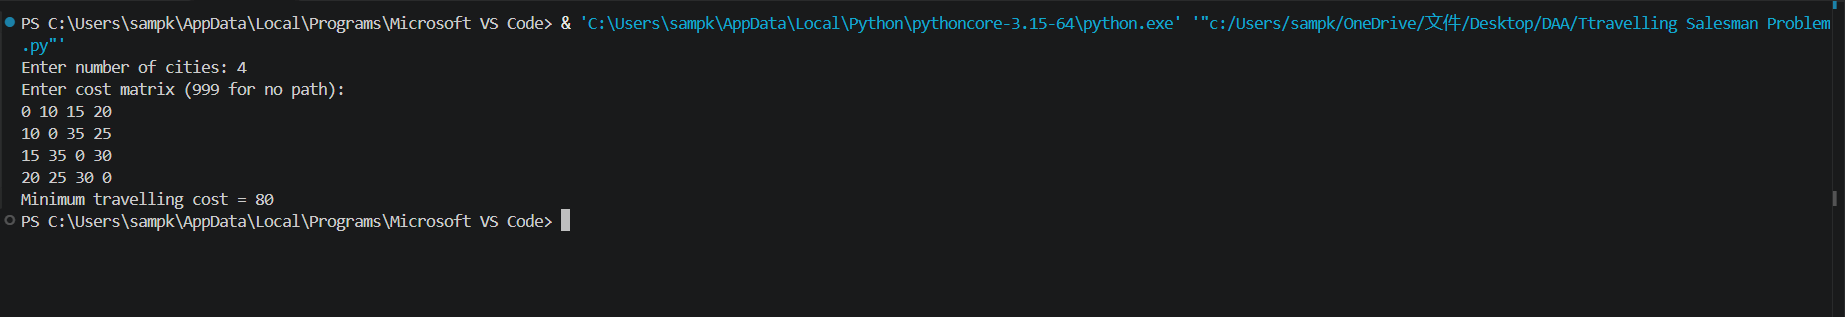 PS C:\Users\sampk\AppData\Local\Programs\Microsoft VS Code> & 'C:\Users\sampk\AppData\Local\Python\pythoncore-3.15-64\python.exe' '"c:/Users/sampk/OneDrive/文件/Desktop/DAA/Ttravelling Salesman Problem
.py"'
Enter number of cities: 4
Enter cost matrix (999 for no path):
0 10 15 20
10 0 35 25
15 35 0 30
20 25 30 0
Minimum travelling cost = 80
PS C:\Users\sampk\AppData\Local\Programs\Microsoft VS Code>